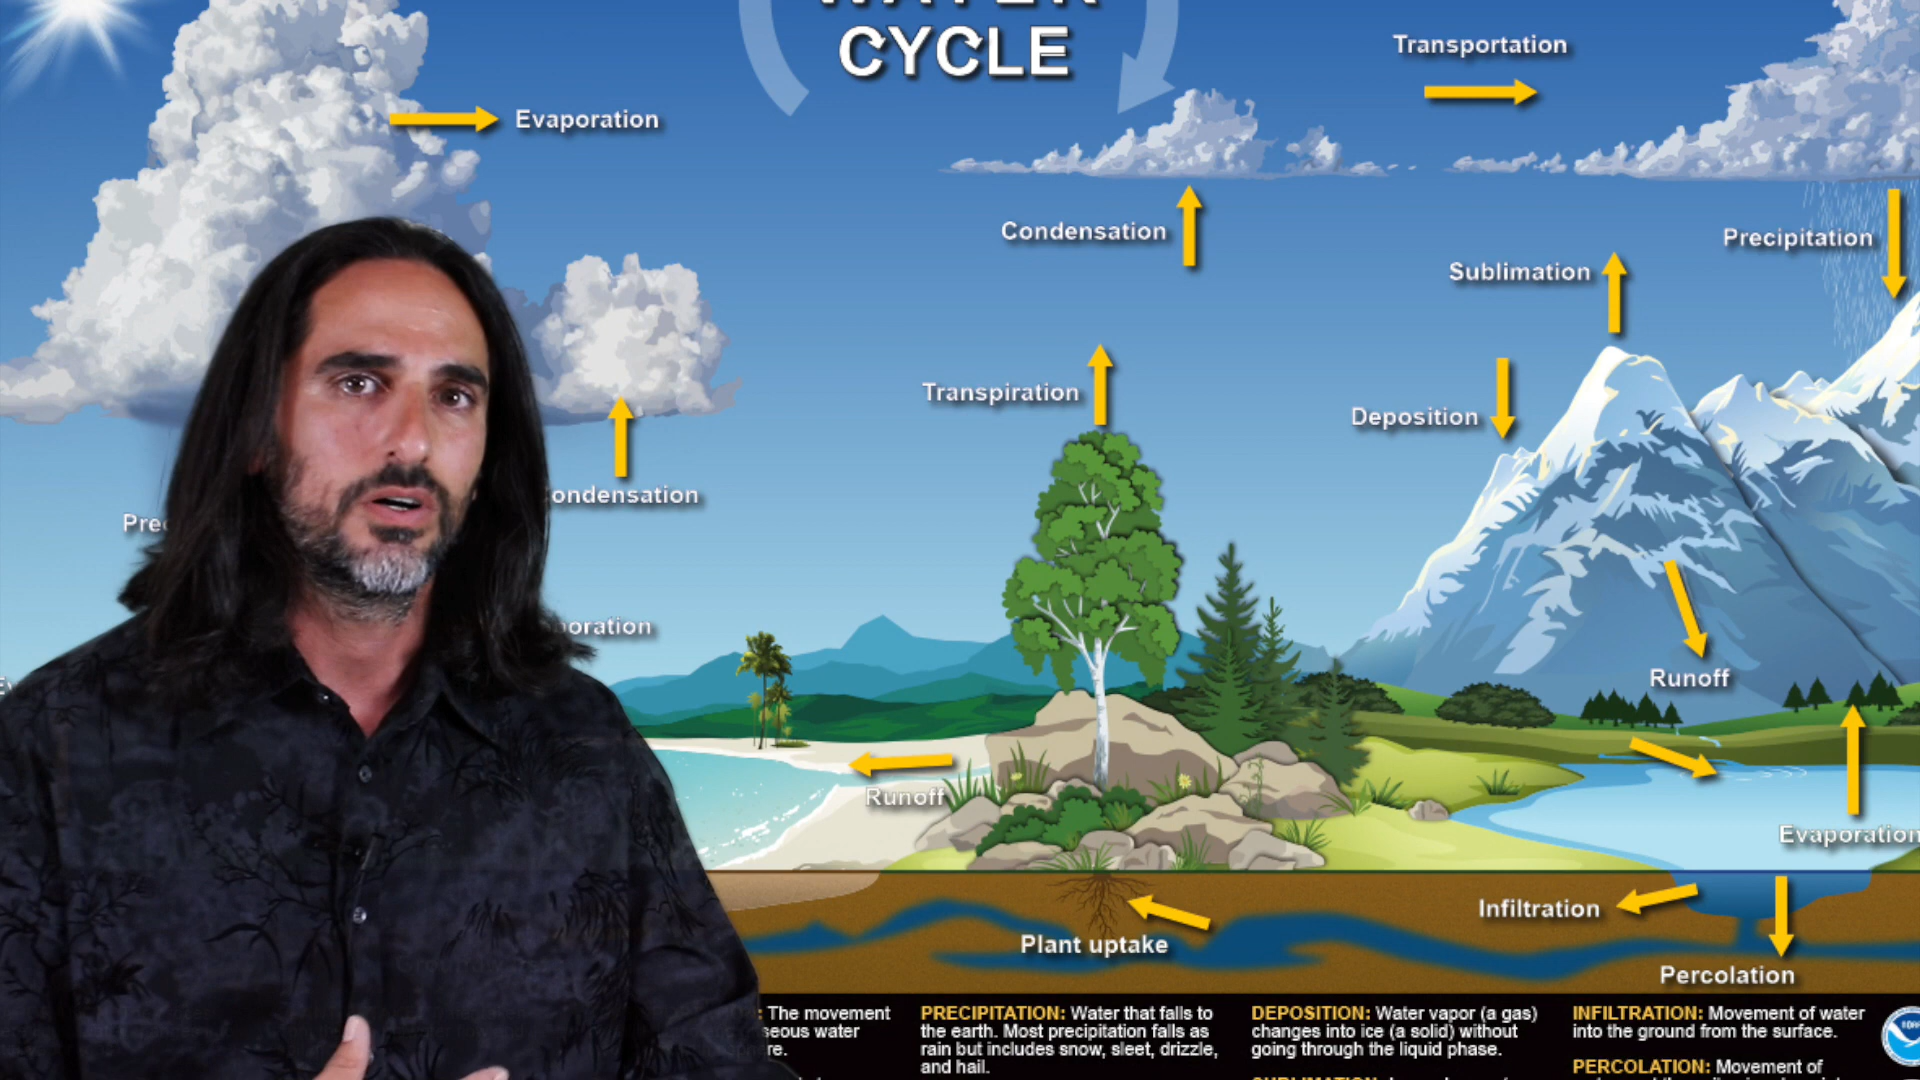 CYCLE
Transportation
Evaporation
Condensation
Precipitation
Sublimation
Transpiration
Deposition
ondensation
Prec
oration
Runoff
Runoff
Evaporation
Infiltration
Plant uptake
Percolation
: The movement
seous water
re.
PRECIPITATION: Water that falls to
the earth. Most precipitation falls as
rain but includes snow, sleet, drizzle,
and hail.
DEPOSITION: Water vapor (a gas)
changes into ice (a solid) without
going through the liquid phase.
INFILTRATION: Movement of water
into the ground from the surface.
PERCOLATION: Movement of